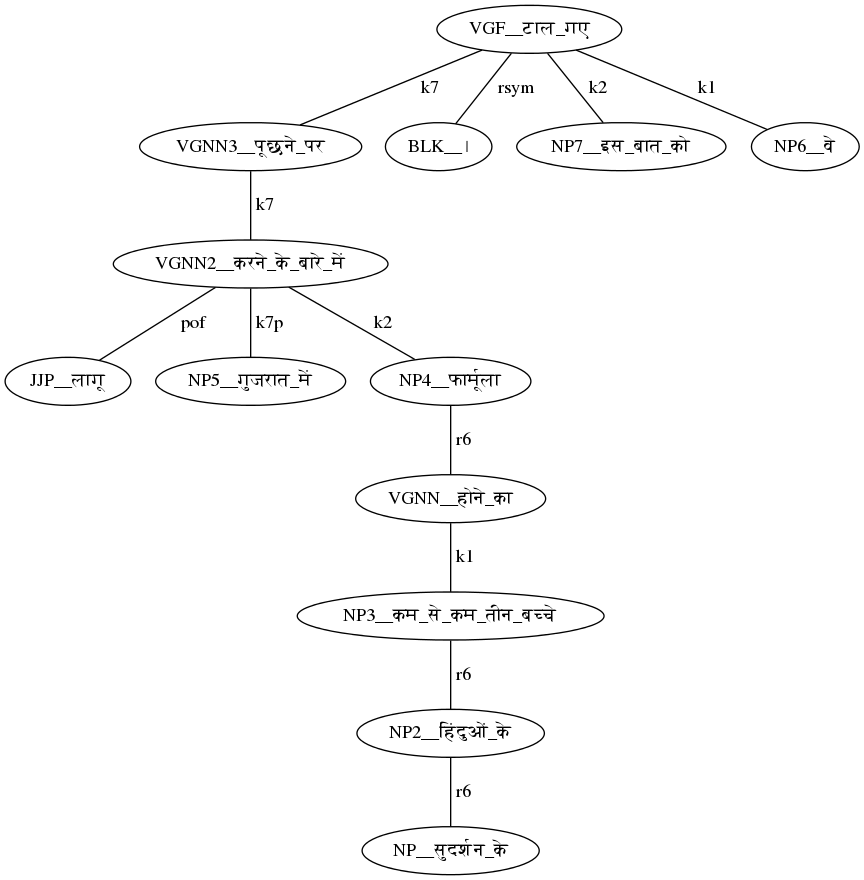 VGF__टाल_गए
k7 rsym k2 k1
VGNN3__पूछने_पर BLK__। NP7__इस_बात_को NP6__वे
k7
VGNN2__करने_के_बारे_में
pof k7p k2
JJP__लागू NP5__गुजरात_में NP4__फार्मूला
r6
VGNN__होने_का
k1
NP3__कम_से_कम_तीन_बच्चे
r6
NP2__हिंदुओं_के
r6
NP__सुदर्शन_के